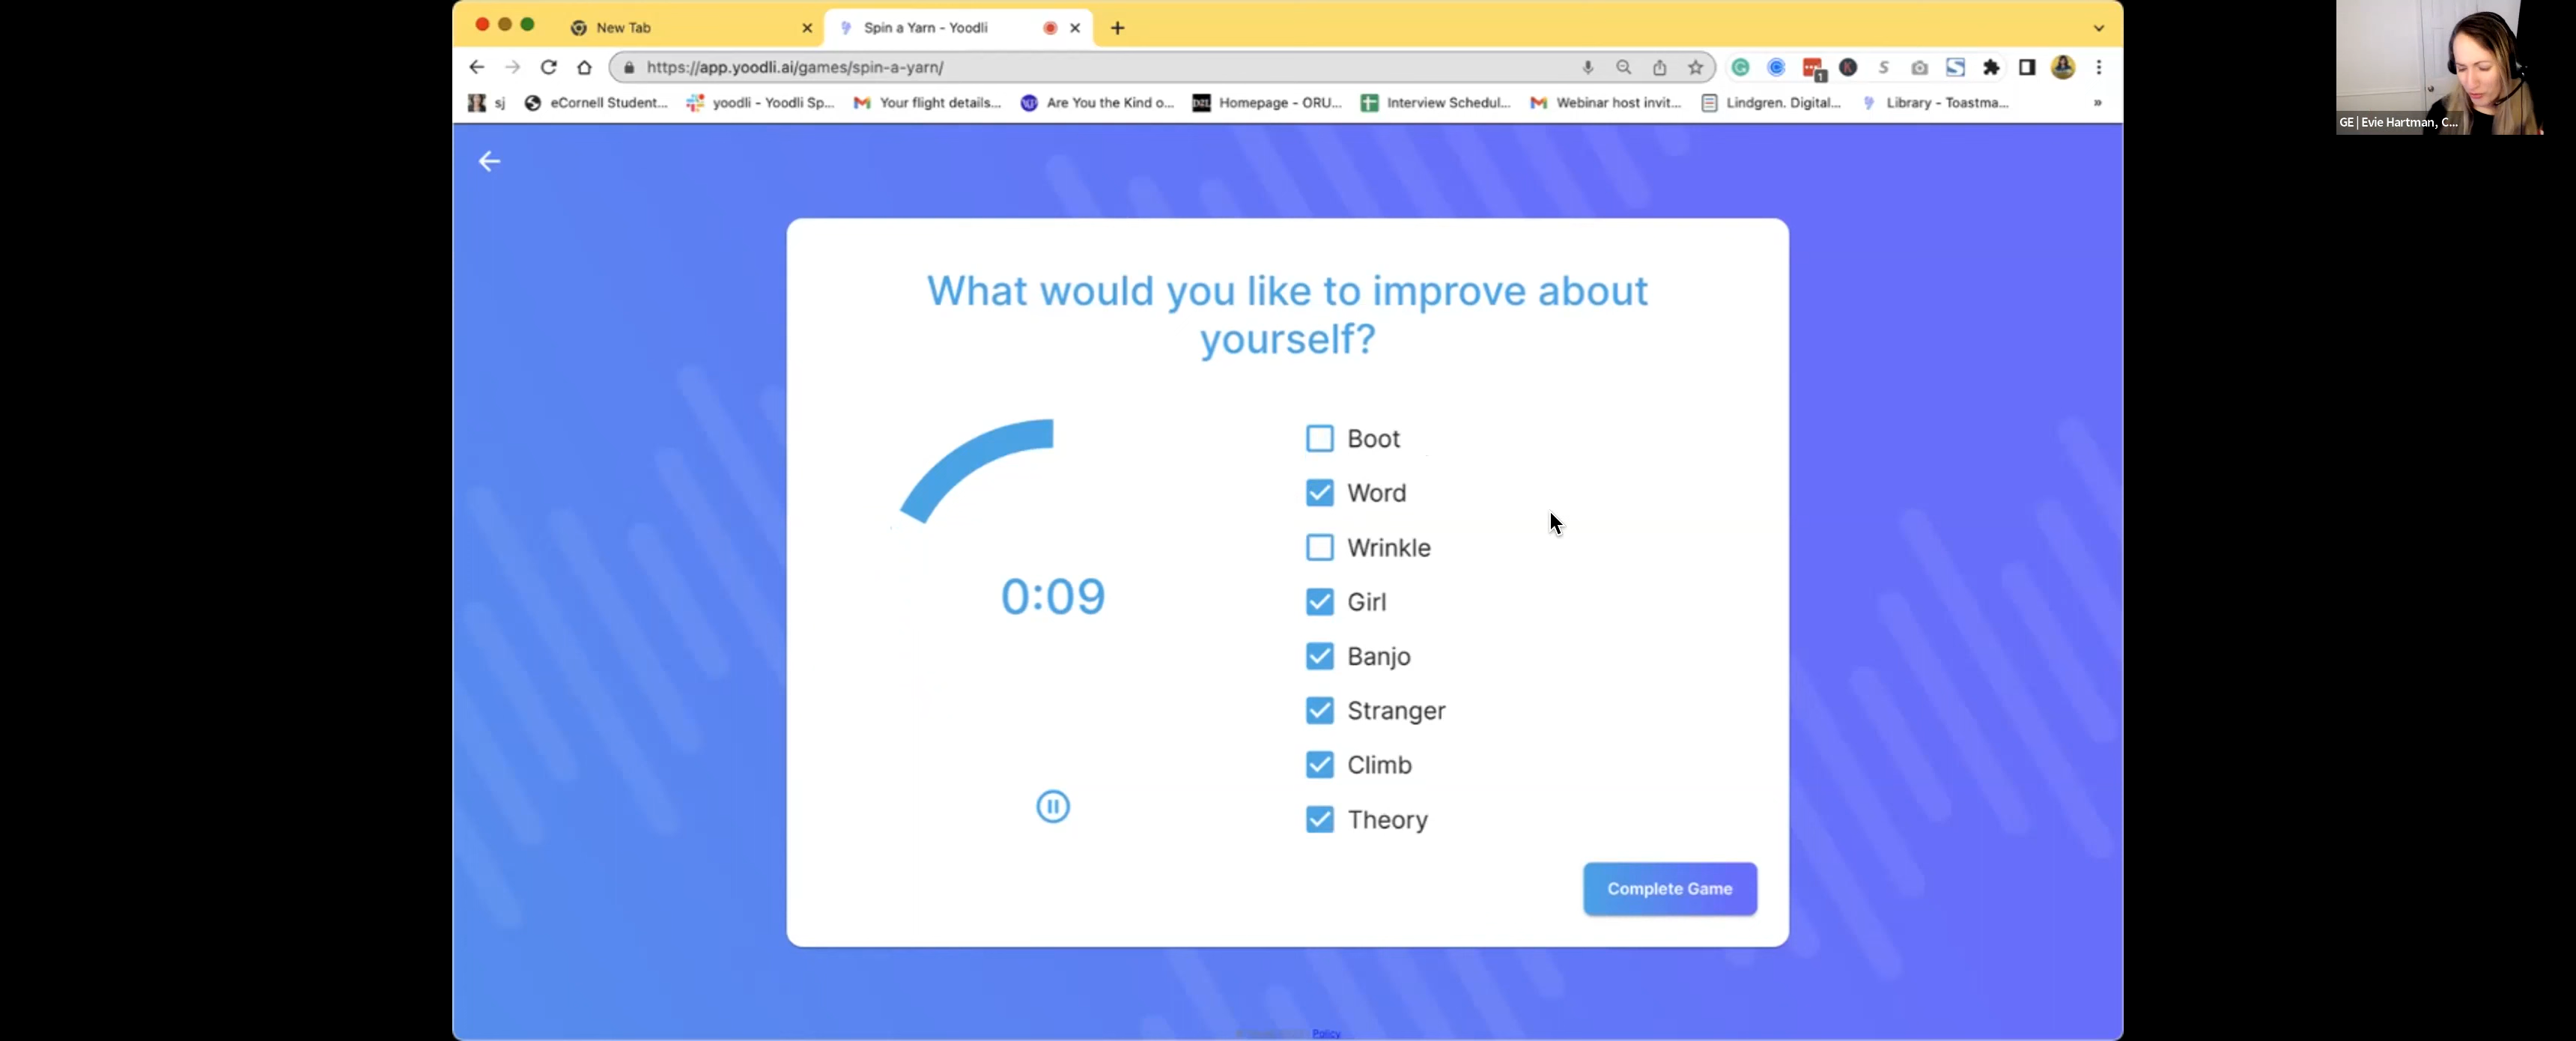 New Tab
Spin a Yarn - Yoodli
https://app.yoodli.ai/games/spin-a-yarn/
1
sj
eCornell Student...
yoodli - Yoodli Sp...
Your flight details...
Are You the Kind o...
Homepage - ORU...
Interview Schedul...
Webinar host invit...
Lindgren. Digital...
Library - Toastma...
»
GE | Evie Hartman, C...
What would you like to improve about
yourself?
Boot
Word
Wrinkle
Girl
0:09
Banjo
Stranger
Climb
Theory
Complete Game
Policy